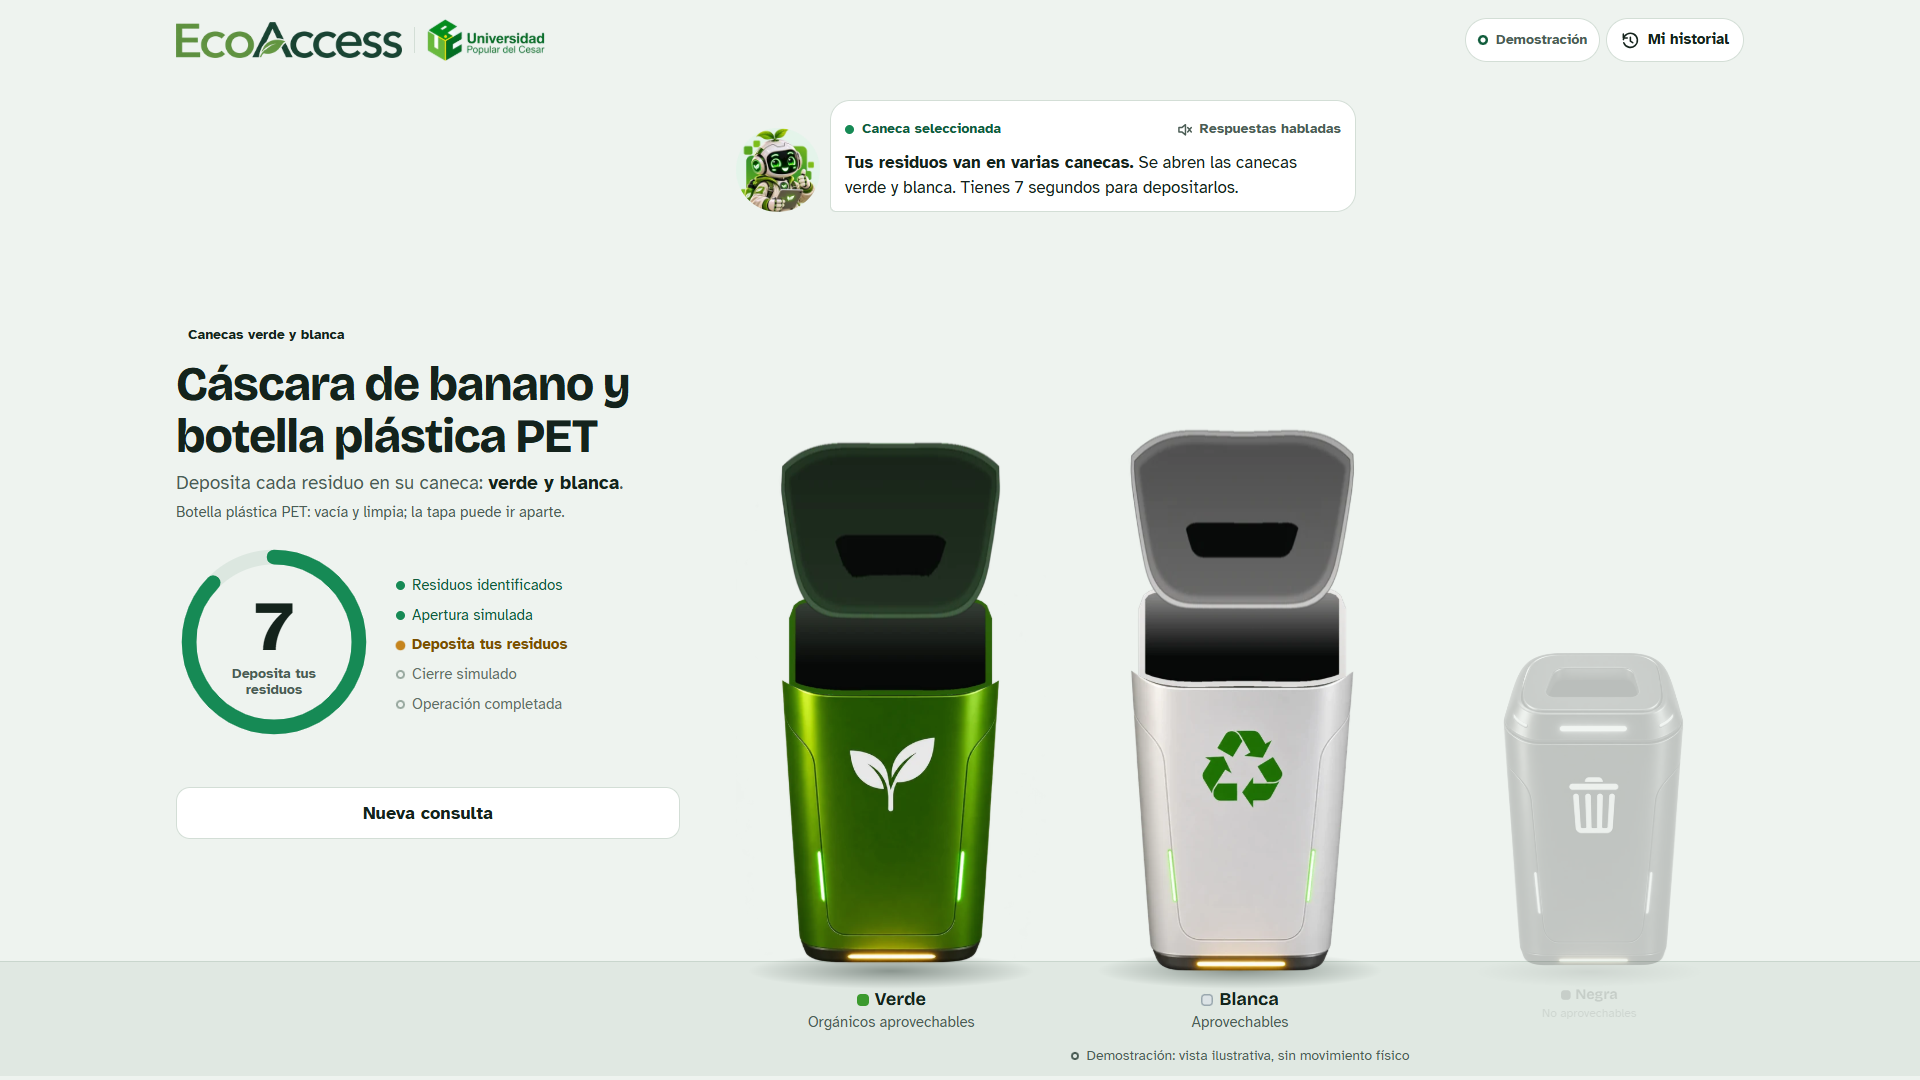 EcoAccess
Universidad
Popular del Cesar
Demostración
Mi historial
Caneca seleccionada
Respuestas habladas
Tus residuos van en varias canecas. Se abren las canecas
verde y blanca. Tienes 7 segundos para depositarlos.
Canecas verde y blanca
Cáscara de banano y
botella plástica PET
Deposita cada residuo en su caneca: verde y blanca.
Botella plástica PET: vacía y limpia; la tapa puede ir aparte.
7
Deposita tus
residuos
Residuos identificados
Apertura simulada
Deposita tus residuos
Cierre simulado
Operación completada
Nueva consulta
Verde
Orgánicos aprovechables
Blanca
Aprovechables
Negra
No aprovechables
Demostración: vista ilustrativa, sin movimiento físico